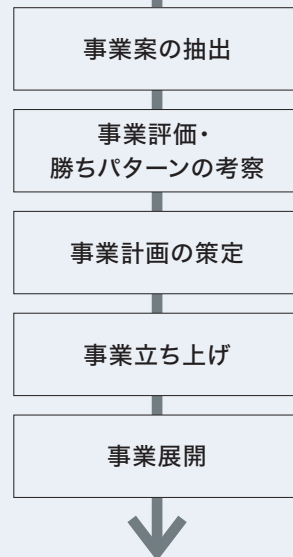 事業案の抽出
事業評価・
勝ちパターンの考察
事業計画の策定
事業立ち上げ
事業展開